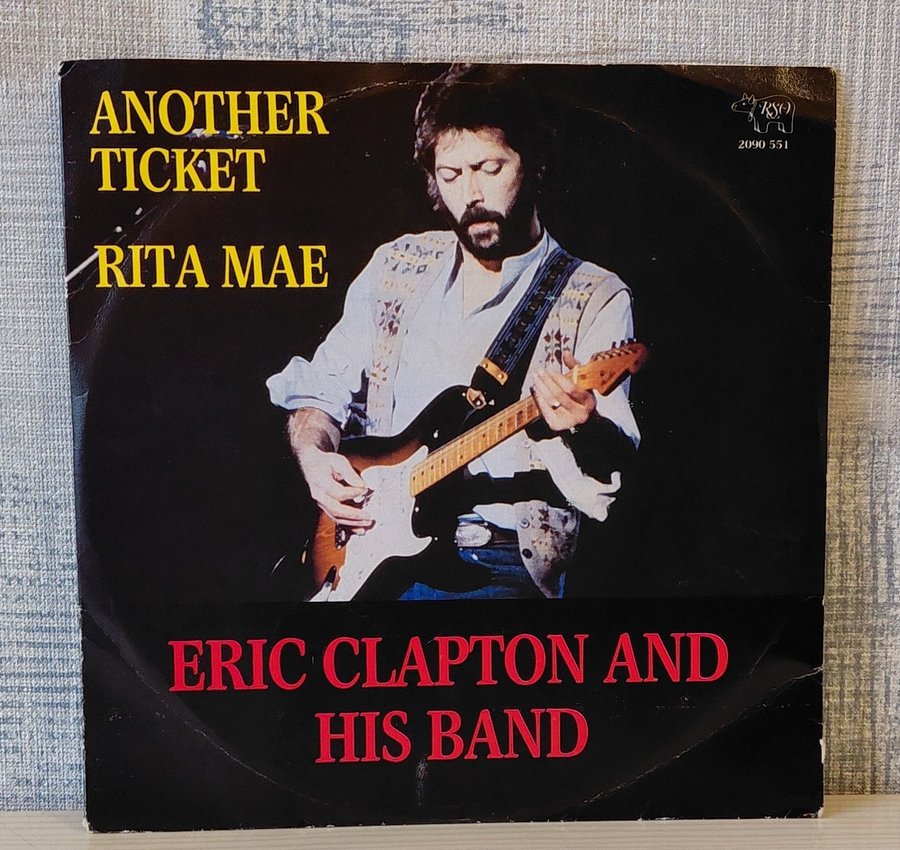 ANOTHER
TICKET
RITA MAE
RSO
2090 551
ERIC CLAPTON AND
HIS BAND